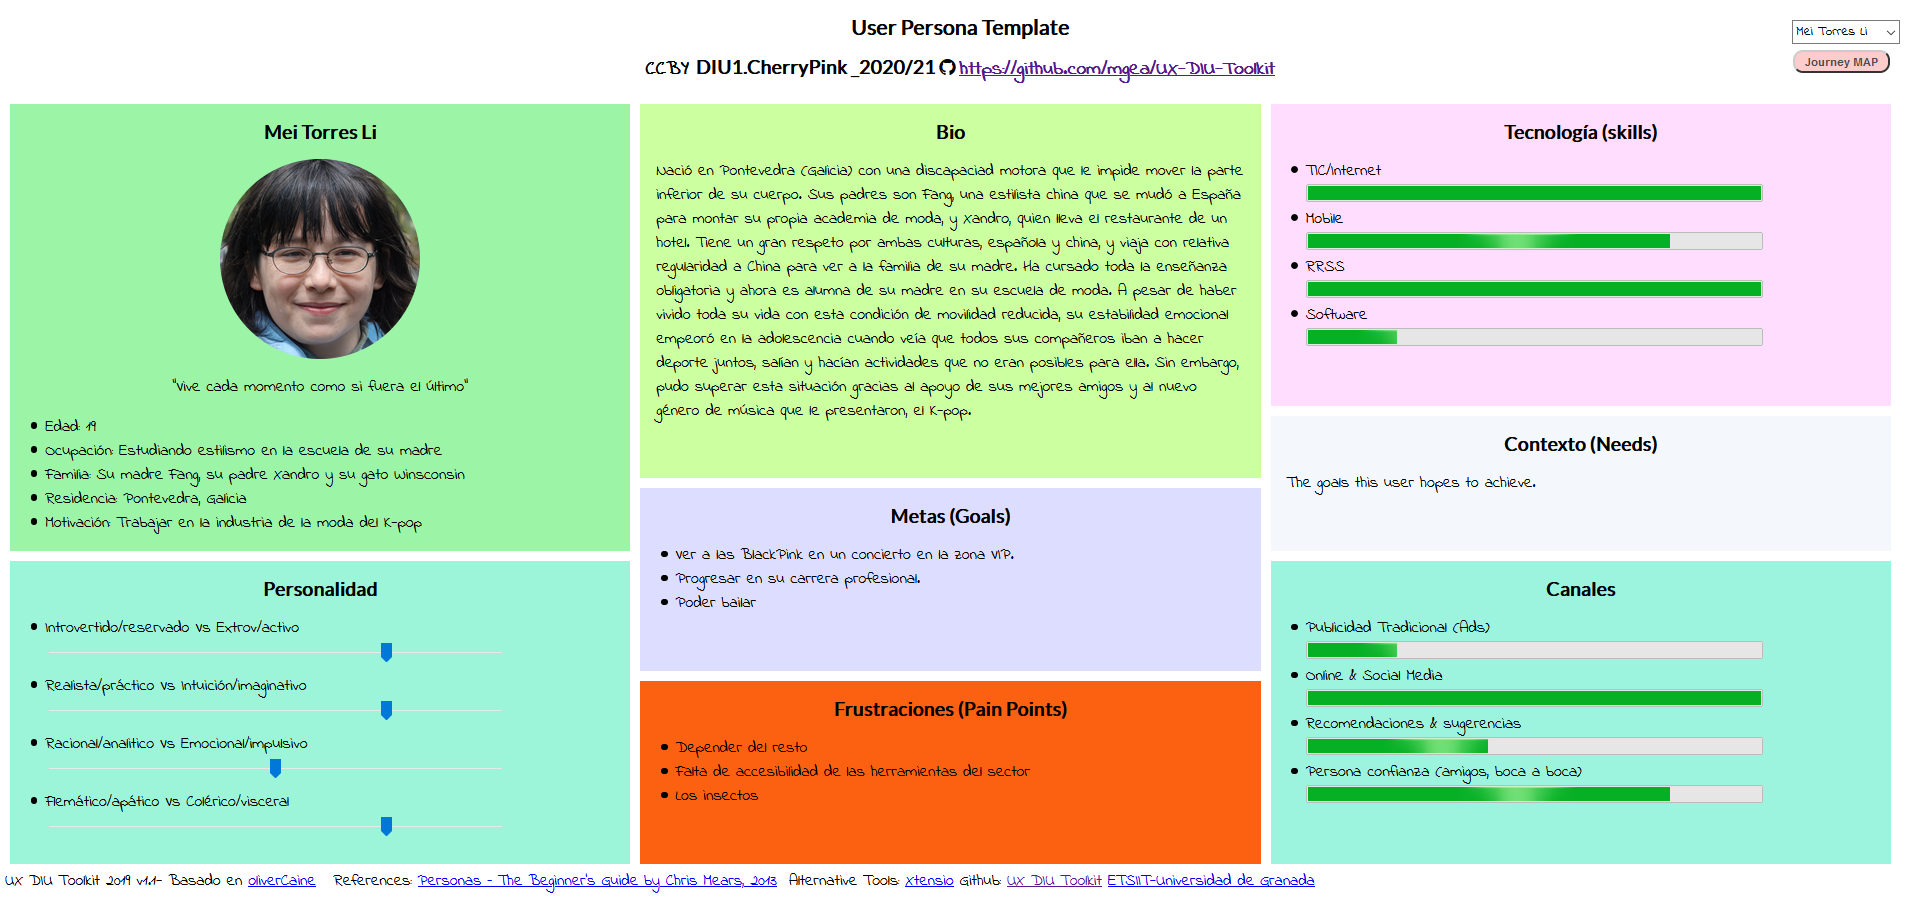 User Persona Template
CCBY DIU1.CherryPink_2020/21 https://github.com/mgea/UX-DIU-Toolkit
Mei Torres Li
Journey MAP
Mei Torres Li
"Vive cada momento como si fuera el último"
Edad: 19
Ocupación: Estudiando estilismo en la escuela de su madre
Familia: Su madre Fang, su padre Xandro y su gato Winsconsin
Residencia: Pontevedra, Galicia
Motivación: Trabajar en la industria de la moda del K-pop
Personalidad
Introvertido/reservado Vs Extrov/activo
Realista/práctico Vs Intuición/imaginativo
Racional/analitico Vs Emocional/impulsivo
Flemático/apático Vs Colérico/visceral
Bio
Nació en Pontevedra (Galicia) con una discapaciad motora que le impide mover la parte
inferior de su cuerpo. Sus padres son Fang, una estilista china que se mudó a España
para montar su propia academia de moda, y Xandro, quien lleva el restaurante de un
hotel. Tiene un gran respeto por ambas culturas, española y china, y viaja con relativa
regularidad a China para ver a la familia de su madre. Ha cursado toda la enseñanza
obligatoria y ahora es alumna de su madre en su escuela de moda. A pesar de haber
vivido toda su vida con esta condición de movilidad reducida, su estabilidad emocional
empeoró en la adolescencia cuando veía que todos sus compañeros iban a hacer
deporte juntos, salían y hacían actividades que no eran posibles para ella. Sin embargo,
pudo superar esta situación gracias al apoyo de sus mejores amigos y al nuevo
género de música que le presentaron, el K-pop.
Metas (Goals)
Ver a las BlackPink en un concierto en la zona VIP.
Progresar en su carrera profesional.
Poder bailar
Frustraciones (Pain Points)
Depender del resto
Falta de accesibilidad de las herramientas del sector
Los insectos
Tecnología (skills)
TIC/Internet
Mobile
RRSS
Software
Contexto (Needs)
The goals this user hopes to achieve.
Canales
Publicidad Tradicional (Ads)
Online & Social Media
Recomendaciones & sugerencias
Persona confianza (amigos, boca a boca)
UX DIU Toolkit 2019 v1.1- Basado en oliverCaine References: Personas - The Beginner's Guide by Chris Mears, 2013 Alternative Tools: Xtensio Github: UX DIU Toolkit ETSIIT-Universidad de Granada